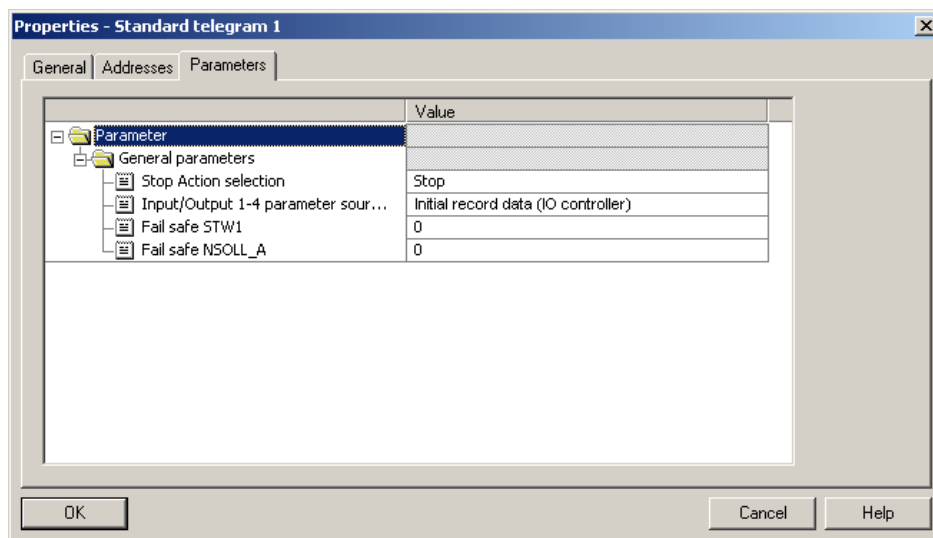 Properties - Standard telegram 1
General Addresses Parameters
Value
Parameter
General parameters
Stop Action selection Stop
Input/Output 1-4 parameter sour... Initial record data (IO controller)
Fail safe STW1 0
Fail safe NSOLL_A 0
OK Cancel Help